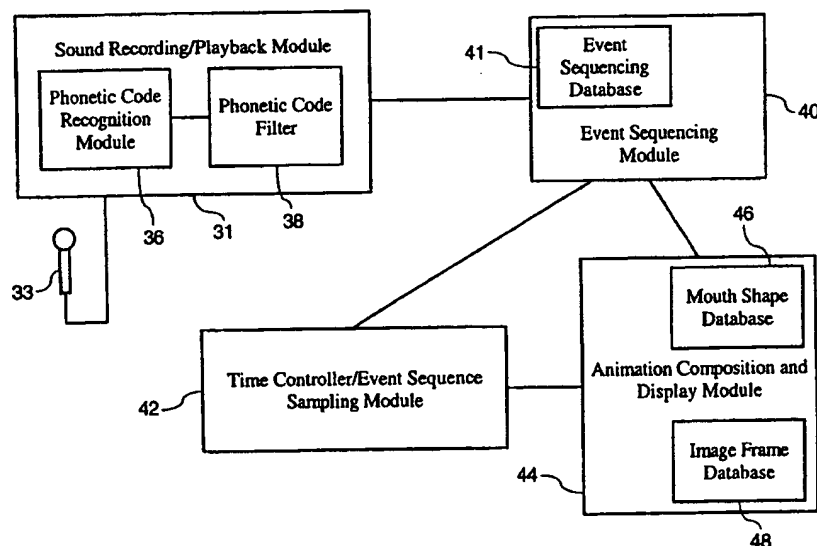 Sound Recording/Playback Module
Phonetic Code
Recognition
Module
Phonetic Code
Filter
36
31
38
33
41
Event
Sequencing
Database
Event Sequencing
Module
40
46
Mouth Shape
Database
Animation Composition and
Display Module
Image Frame
Database
44
48
Time Controller/Event Sequence
Sampling Module
42